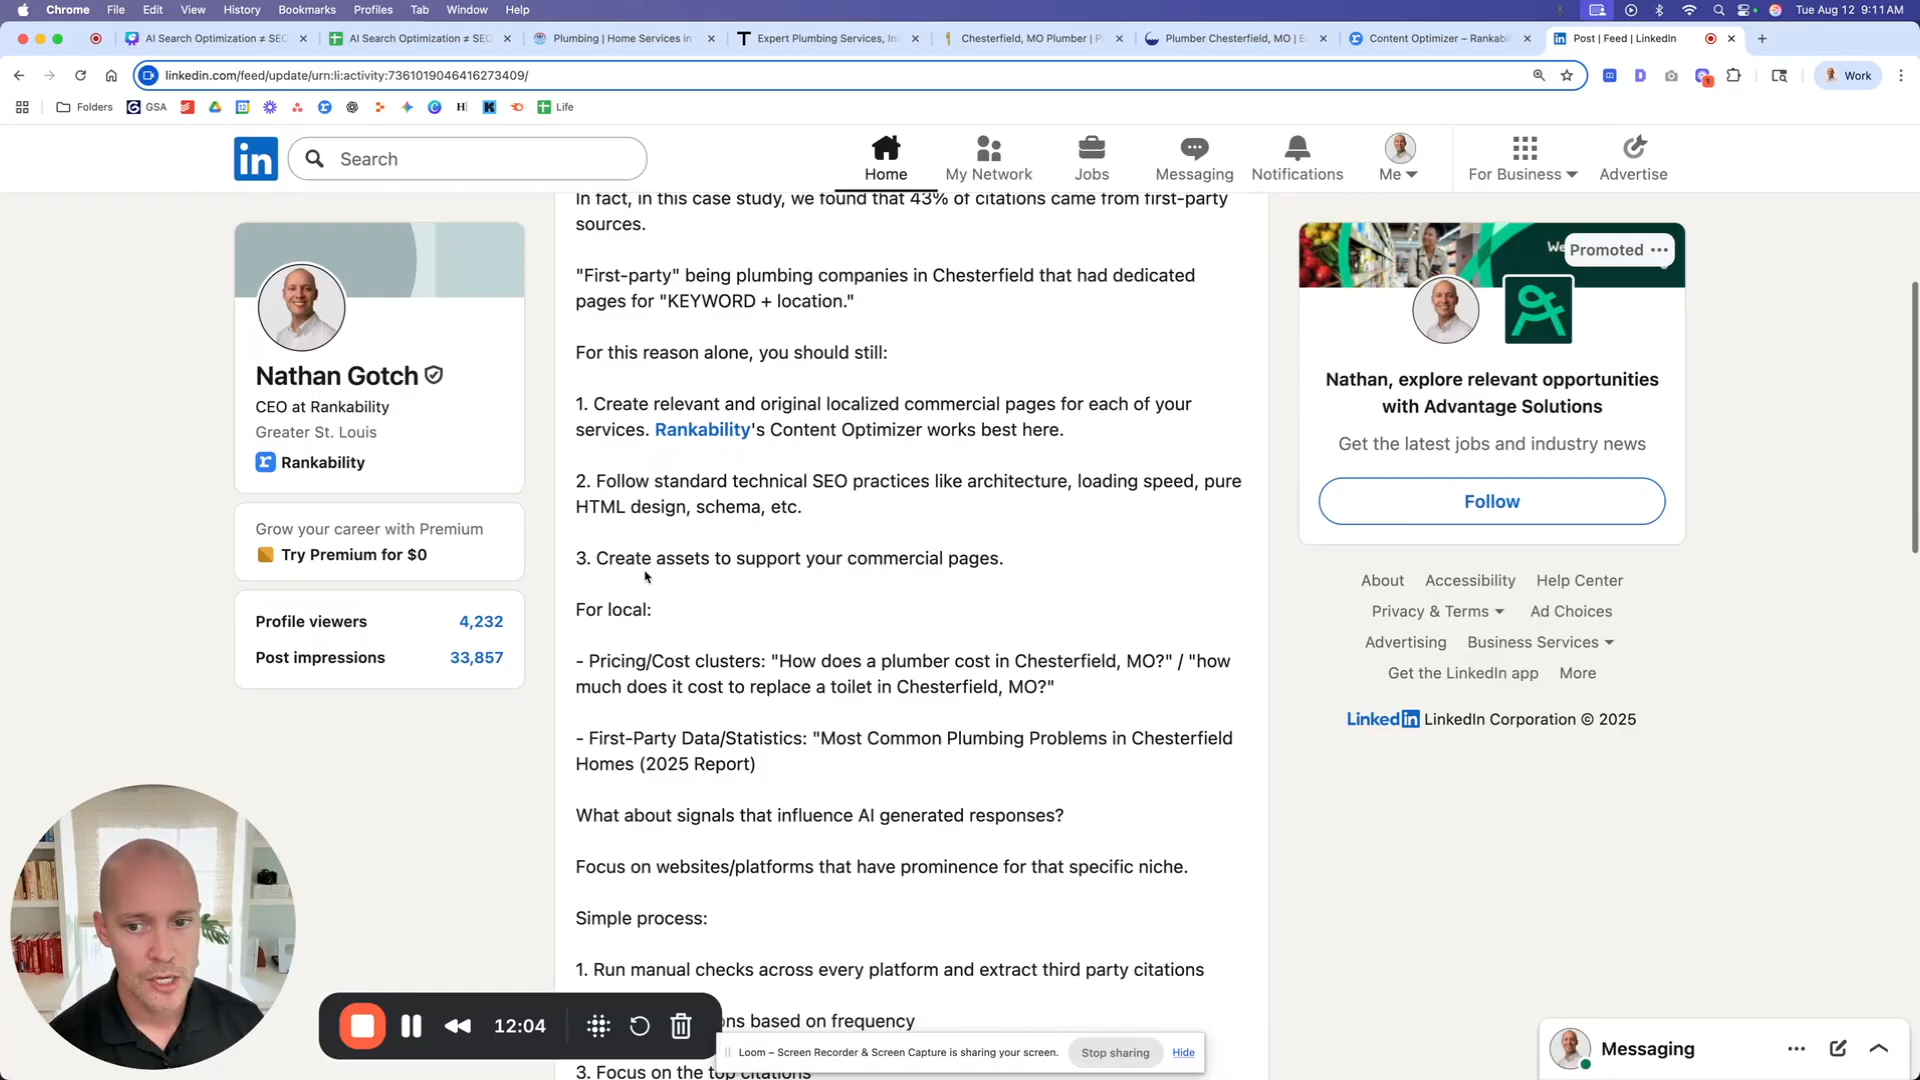 Chrome File Edit View History Bookmarks Profiles Tab Window Help Tue Aug 12 9:11 AM
AI Search Optimization ≠ SEO
AI Search Optimization ≠ SEO
Plumbing | Home Services in
Expert Plumbing Services, In
Chesterfield, MO Plumber | P
Plumber Chesterfield, MO | E
Content Optimizer – Rankabil
Post | Feed | LinkedIn
linkedin.com/feed/update/urn:li:activity:7361019046416273409/
Work
Folders GSA Life
in Search
Home
My Network
Jobs
Messaging
Notifications
Me
For Business
Advertise
Nathan Gotch
CEO at Rankability
Greater St. Louis
Rankability
Grow your career with Premium
Try Premium for $0
Profile viewers 4,232
Post impressions 33,857
In fact, in this case study, we found that 43% of citations came from first-party
sources.
"First-party" being plumbing companies in Chesterfield that had dedicated
pages for "KEYWORD + location."
For this reason alone, you should still:
1. Create relevant and original localized commercial pages for each of your
services. Rankability's Content Optimizer works best here.
2. Follow standard technical SEO practices like architecture, loading speed, pure
HTML design, schema, etc.
3. Create assets to support your commercial pages.
For local:
- Pricing/Cost clusters: "How does a plumber cost in Chesterfield, MO?" / "how
much does it cost to replace a toilet in Chesterfield, MO?"
- First-Party Data/Statistics: "Most Common Plumbing Problems in Chesterfield
Homes (2025 Report)
What about signals that influence AI generated responses?
Focus on websites/platforms that have prominence for that specific niche.
Simple process:
1. Run manual checks across every platform and extract third party citations
ons based on frequency
3. Focus on the top citations
We
Promoted
Nathan, explore relevant opportunities
with Advantage Solutions
Get the latest jobs and industry news
Follow
About Accessibility Help Center
Privacy & Terms Ad Choices
Advertising Business Services
Get the LinkedIn app More
LinkedIn LinkedIn Corporation © 2025
12:04
Loom – Screen Recorder & Screen Capture is sharing your screen. Stop sharing Hide
Messaging